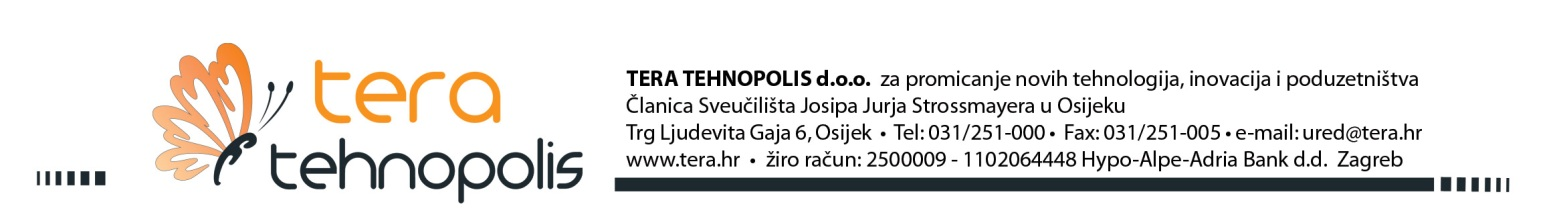 tera
tehnopolis
TERA TEHNOPOLIS d.o.o. za promicanje novih tehnologija, inovacija i poduzetništva
Članica Sveučilišta Josipa Jurja Strossmayera u Osijeku
Trg Ljudevita Gaja 6, Osijek • Tel: 031/251-000 • Fax: 031/251-005 • e-mail: ured@tera.hr
www.tera.hr • žiro račun: 2500009 - 1102064448 Hypo-Alpe-Adria Bank d.d. Zagreb